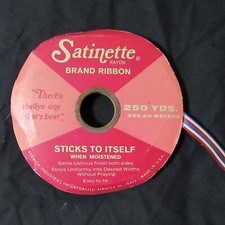 Satinette®
RAYON
BRAND RIBBON
"There's
always one
that's best"
250 YDS.
228.60 METERS
STICKS TO ITSELF
WHEN MOISTENED
Same lustrous finish both sides
Strips Uniformly Into Desired Widths
Without Fraying
Easy to tie